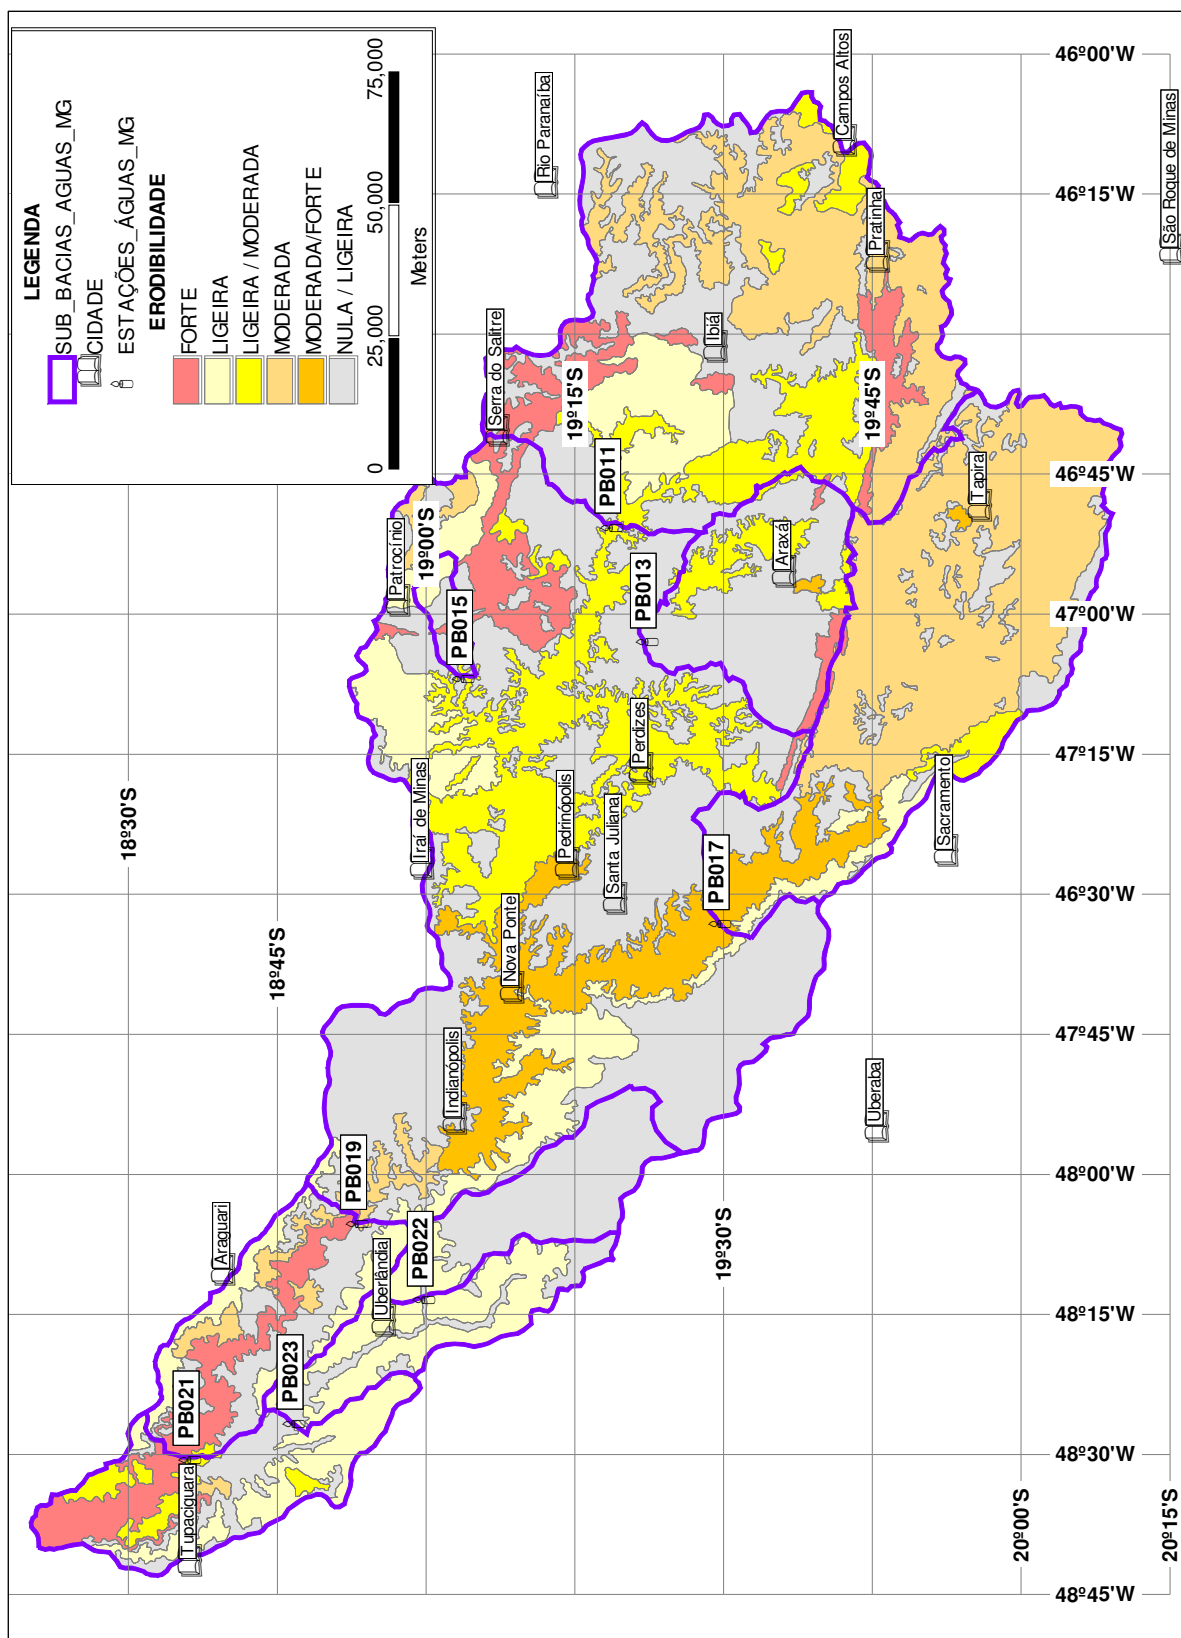 LEGENDA
SUB_BACIAS_AGUAS_MG
CIDADE
ESTAÇÕES_ÁGUAS_MG
ERODIBILIDADE
FORTE
LIGEIRA
LIGEIRA / MODERADA
MODERADA
MODERADA/FORTE
NULA / LIGEIRA
0 25,000 50,000 75,000
Meters
46º00'W
46º15'W
46º45'W
47º00'W
47º15'W
46º30'W
47º45'W
48º00'W
48º15'W
48º30'W
48º45'W
18º30'S
18º45'S
19º00'S
19º15'S
19º30'S
19º45'S
20º00'S
20º15'S
Rio Paranaíba
Campos Altos
Pratinha
São Roque de Minas
Serra do Salitre
Ibiá
PB011
Tapira
Patrocínio
Araxá
PB013
PB015
Perdizes
Iraí de Minas
Pedrinópolis
Santa Juliana
Sacramento
PB017
Nova Ponte
Indianópolis
Uberaba
PB019
Araguari
PB022
Uberlândia
PB023
PB021
Tupaciguara